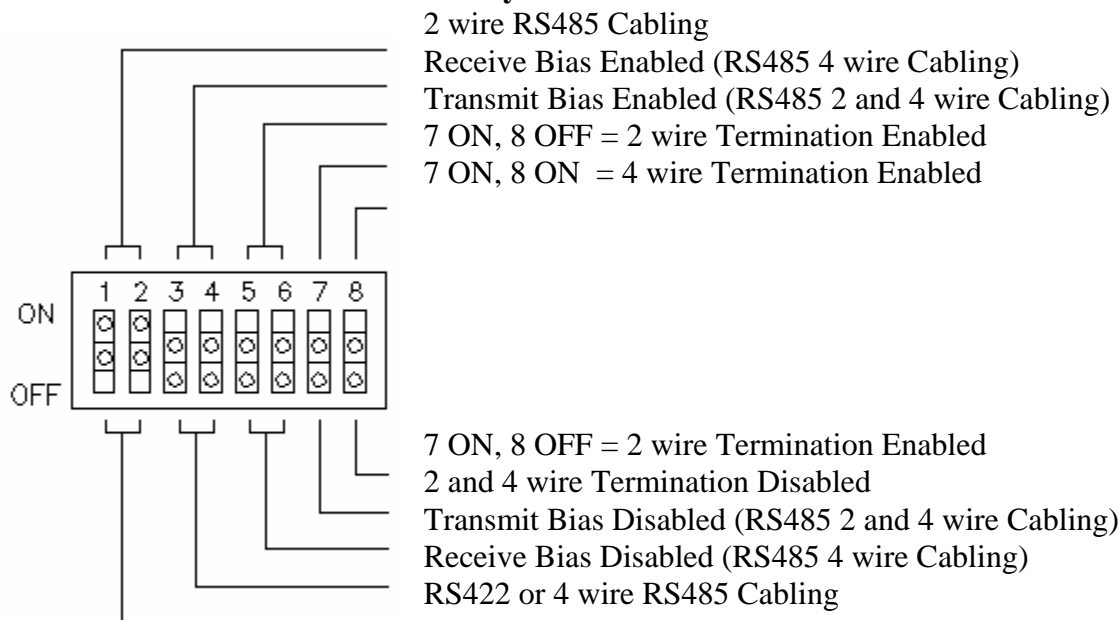 2 wire RS485 Cabling
Receive Bias Enabled (RS485 4 wire Cabling)
Transmit Bias Enabled (RS485 2 and 4 wire Cabling)
7 ON, 8 OFF = 2 wire Termination Enabled
7 ON, 8 ON = 4 wire Termination Enabled
1 2 3 4 5 6 7 8
ON
OFF
7 ON, 8 OFF = 2 wire Termination Enabled
2 and 4 wire Termination Disabled
Transmit Bias Disabled (RS485 2 and 4 wire Cabling)
Receive Bias Disabled (RS485 4 wire Cabling)
RS422 or 4 wire RS485 Cabling